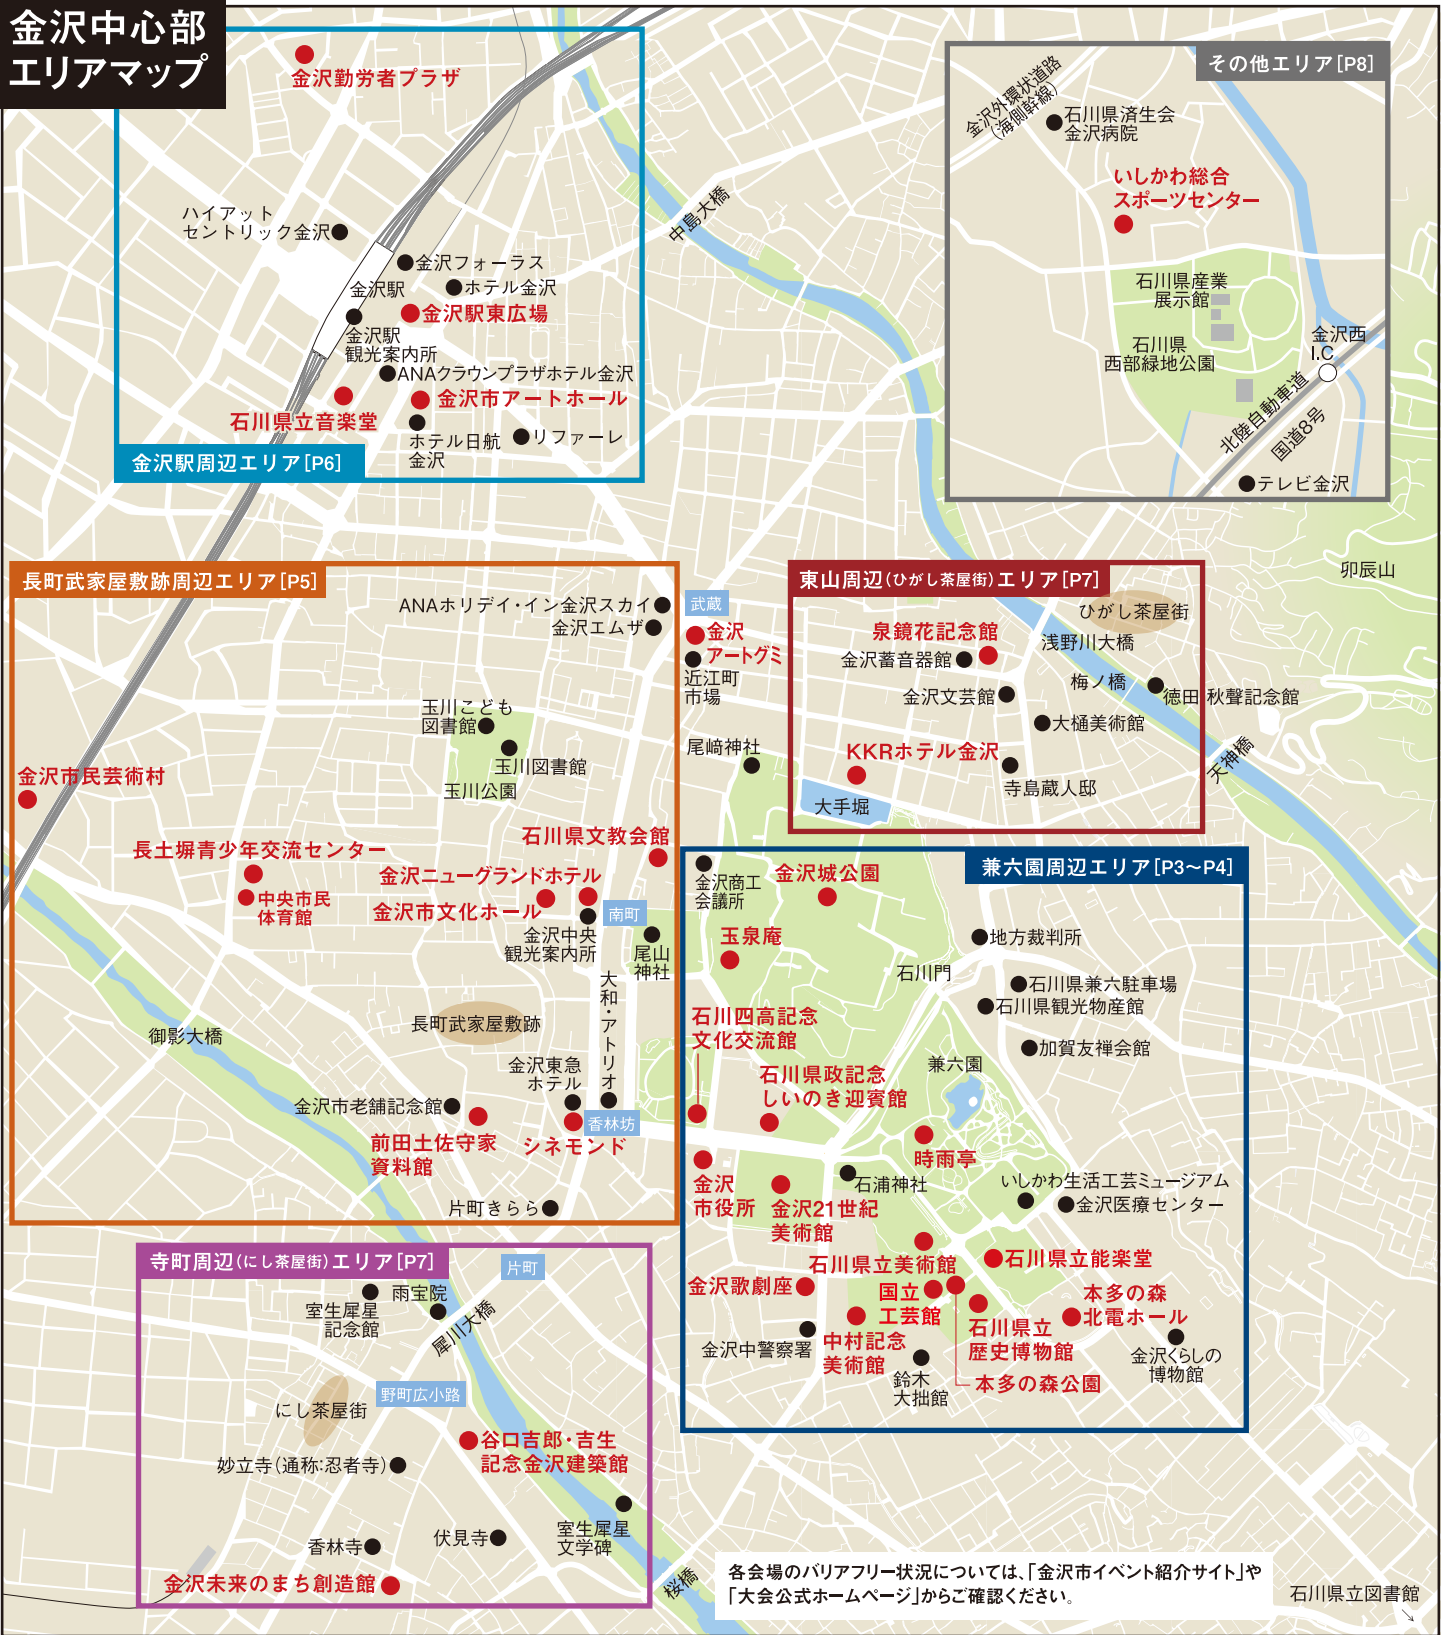 金沢中心部
エリアマップ
金沢勤労者プラザ
ハイアット
セントリック金沢
金沢フォーラス
ホテル金沢
金沢駅
金沢駅東広場
金沢駅
観光案内所
ANAクラウンプラザホテル金沢
金沢市アートホール
石川県立音楽堂
ホテル日航
金沢
リファーレ
金沢駅周辺エリア[P6]
中島大橋
その他エリア[P8]
金沢外環状道路
(海側幹線)
石川県済生会
金沢病院
いしかわ総合
スポーツセンター
石川県産業
展示館
石川県
西部緑地公園
金沢西
I.C
北陸自動車道
国道8号
テレビ金沢
卯辰山
長町武家屋敷跡周辺エリア[P5]
ANAホリデイ・イン金沢スカイ
金沢エムザ
武蔵
金沢
アートグミ
近江町
市場
玉川こども
図書館
玉川図書館
玉川公園
尾﨑神社
金沢市民芸術村
石川県文教会館
長土塀青少年交流センター
中央市民
体育館
金沢ニューグランドホテル
金沢市文化ホール
南町
金沢中央
観光案内所
尾山
神社
大和・アトリオ
長町武家屋敷跡
御影大橋
金沢東急
ホテル
金沢市老舗記念館
香林坊
前田土佐守家
資料館
シネモンド
片町きらら
東山周辺(ひがし茶屋街)エリア[P7]
ひがし茶屋街
泉鏡花記念館
金沢蓄音器館
浅野川大橋
梅ノ橋
金沢文芸館
徳田 秋聲記念館
大樋美術館
KKRホテル金沢
寺島蔵人邸
大手堀
天神橋
兼六園周辺エリア[P3〜P4]
金沢商工
会議所
金沢城公園
玉泉庵
地方裁判所
石川門
石川県兼六駐車場
石川県観光物産館
石川四高記念
文化交流館
加賀友禅会館
兼六園
石川県政記念
しいのき迎賓館
時雨亭
金沢
市役所
石浦神社
いしかわ生活工芸ミュージアム
金沢医療センター
金沢21世紀
美術館
石川県立美術館
石川県立能楽堂
金沢歌劇座
国立
工芸館
本多の森
北電ホール
金沢中警察署
中村記念
美術館
石川県立
歴史博物館
金沢くらしの
博物館
鈴木
大拙館
本多の森公園
寺町周辺(にし茶屋街)エリア[P7]
片町
室生犀星
記念館
雨宝院
犀川大橋
野町広小路
にし茶屋街
谷口吉郎・吉生
記念金沢建築館
妙立寺(通称:忍者寺)
室生犀星
文学碑
伏見寺
香林寺
金沢未来のまち創造館
桜橋
各会場のバリアフリー状況については、「金沢市イベント紹介サイト」や
「大会公式ホームページ」からご確認ください。
石川県立図書館